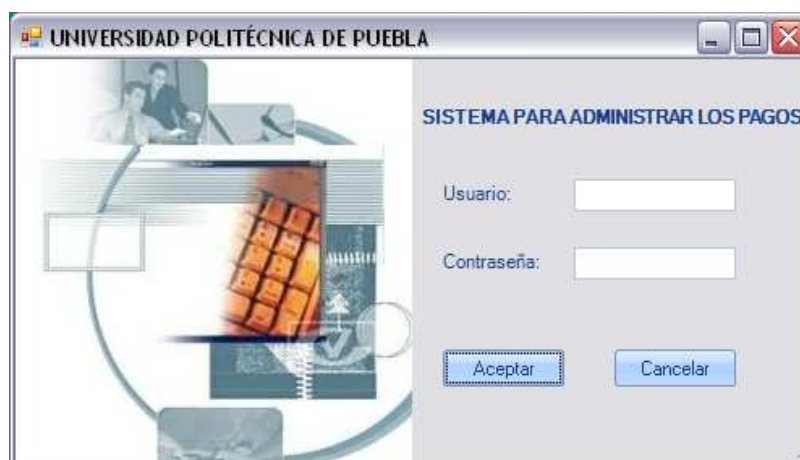 UNIVERSIDAD POLITÉCNICA DE PUEBLA
SISTEMA PARA ADMINISTRAR LOS PAGOS
Usuario:
Contraseña:
Aceptar
Cancelar